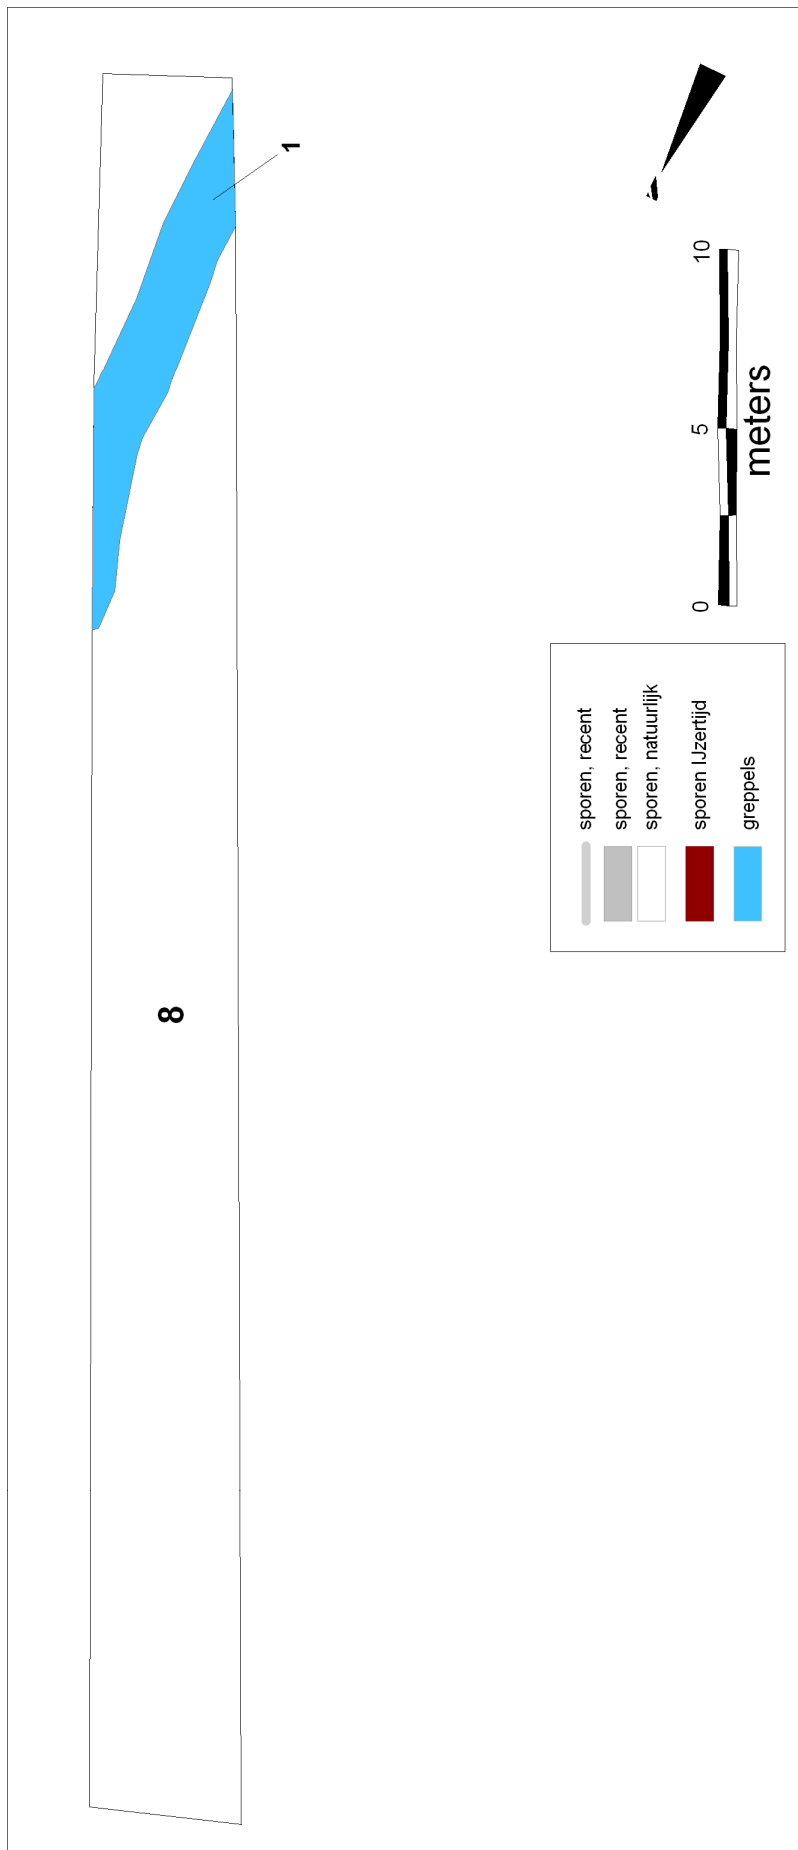 8
1
sporen, recent
sporen, recent
sporen, natuurlijk
sporen IJzertijd
greppels
0
5
10
meters